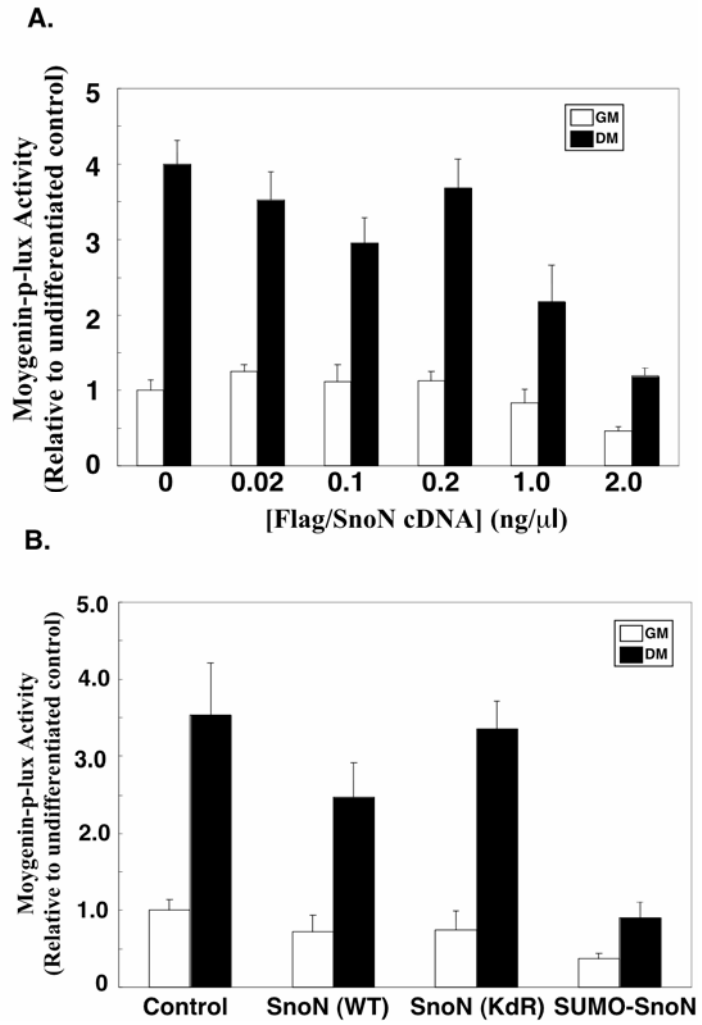 A.
Moygenin-p-lux Activity
(Relative to undifferentiated control)
5
4
3
2
1
0
GM
DM
0 0.02 0.1 0.2 1.0 2.0
[Flag/SnoN cDNA] (ng/μl)
B.
Moygenin-p-lux Activity
(Relative to undifferentiated control)
5.0
4.0
3.0
2.0
1.0
0
GM
DM
Control SnoN (WT) SnoN (KdR) SUMO-SnoN